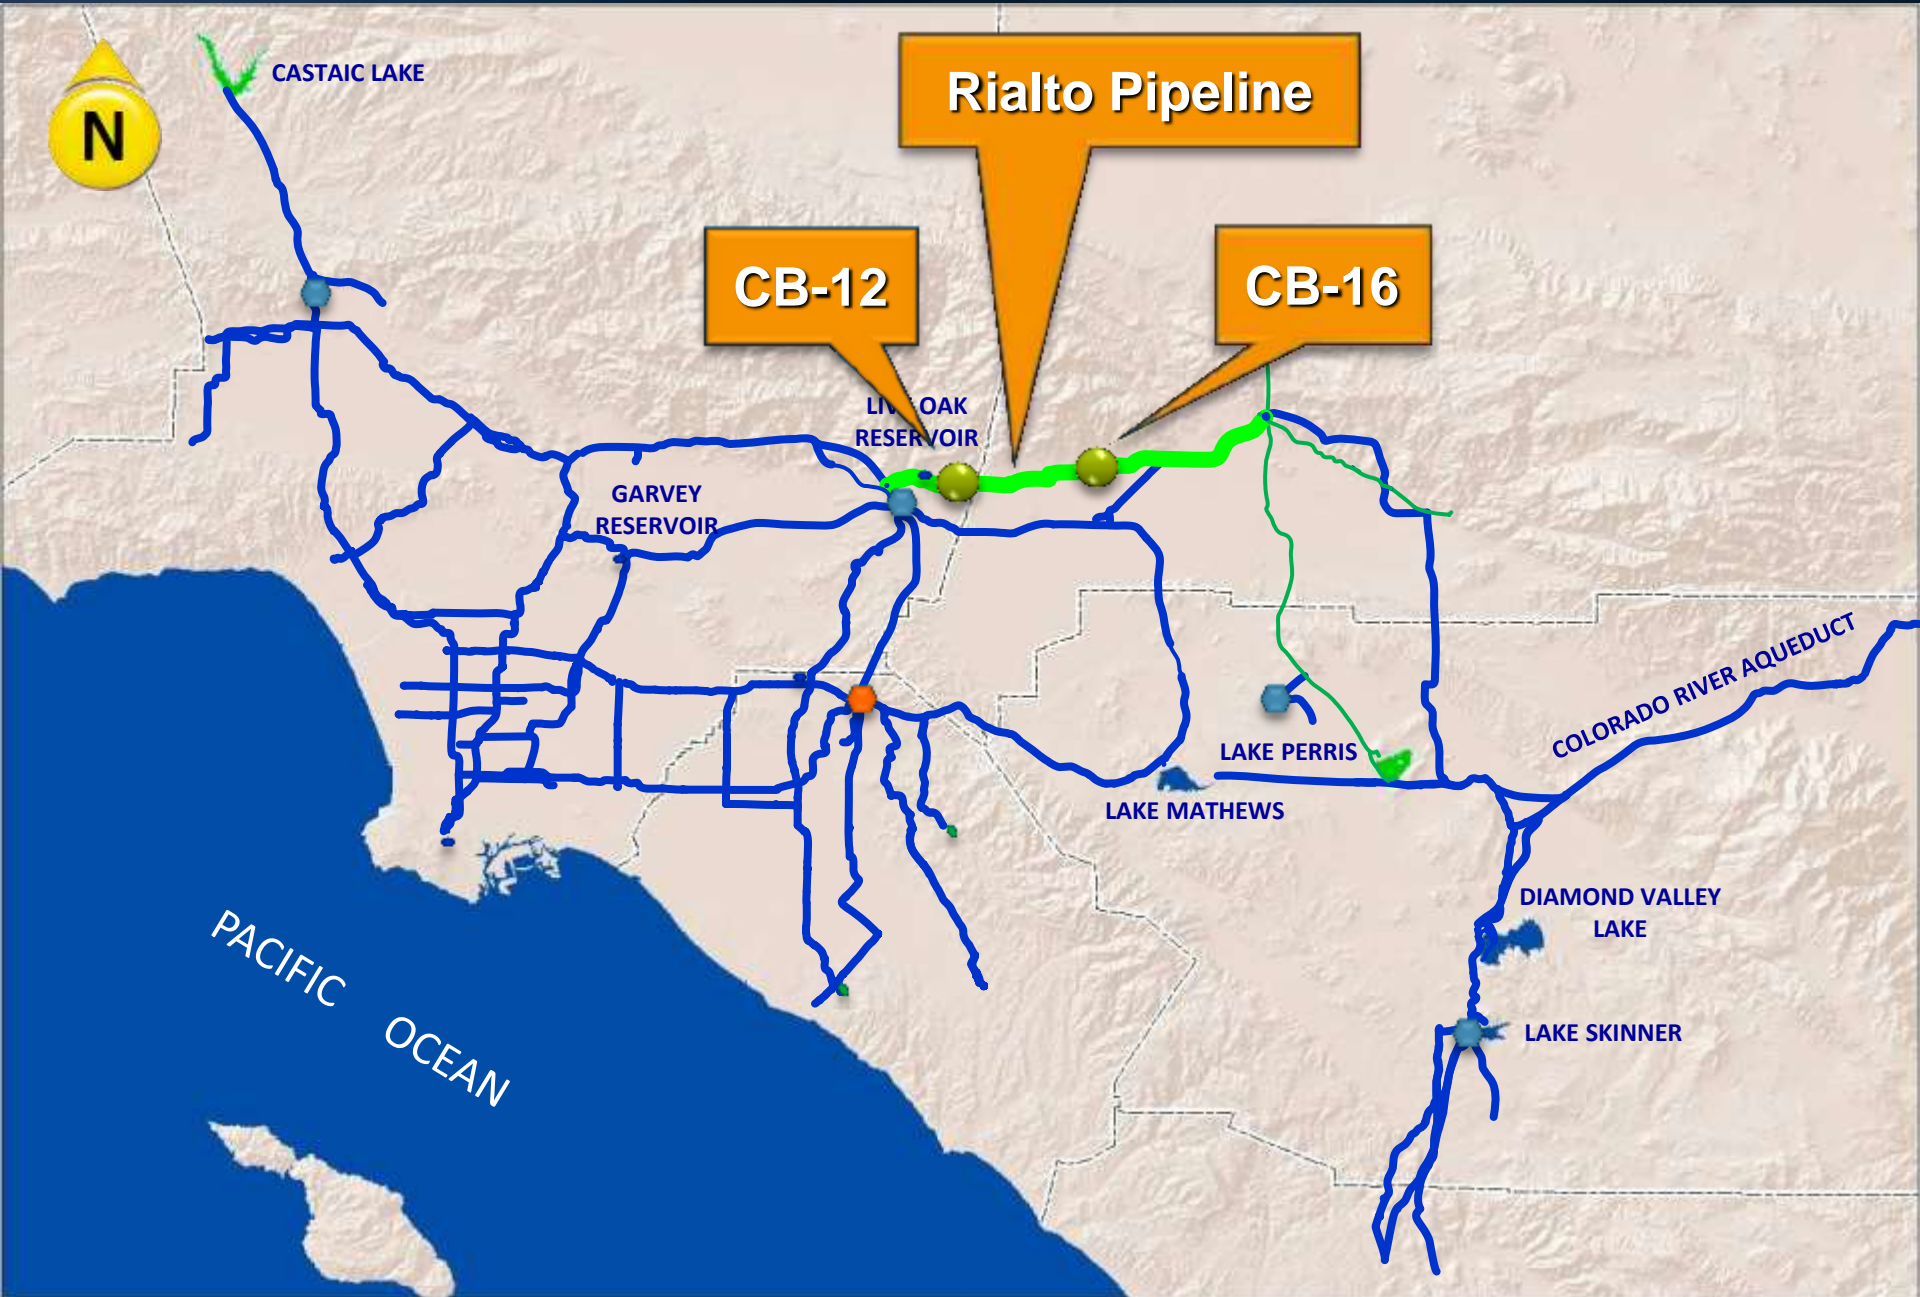 N
CASTAIC LAKE
Rialto Pipeline
CB-12
CB-16
OAK
RESERVOIR
GARVEY
RESERVOIR
COLORADO RIVER AQUEDUCT
LAKE PERRIS
LAKE MATHEWS
DIAMOND VALLEY
LAKE
LAKE SKINNER
PACIFIC
OCEAN